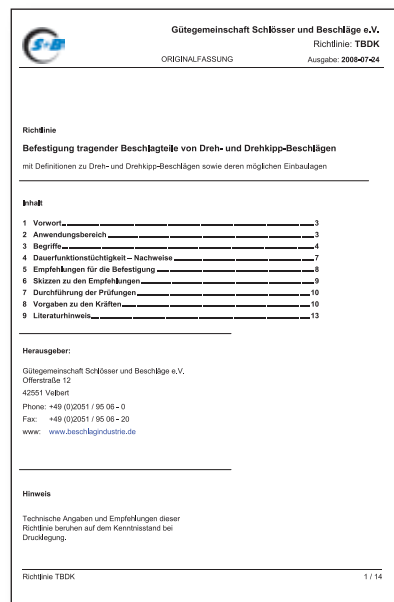 S+B
Gütegemeinschaft Schlösser und Beschläge e.V.
Richtlinie: TBDK
ORIGINALFASSUNG Ausgabe: 2008-07-24
Richtlinie
Befestigung tragender Beschlagteile von Dreh- und Drehkipp-Beschlägen
mit Definitionen zu Dreh- und Drehkipp-Beschlägen sowie deren möglichen Einbaulagen
Inhalt
1 Vorwort 3
2 Anwendungsbereich 3
3 Begriffe 4
4 Dauerfunktionstüchtigkeit – Nachweise 7
5 Empfehlungen für die Befestigung 8
6 Skizzen zu den Empfehlungen 9
7 Durchführung der Prüfungen 10
8 Vorgaben zu den Kräften 10
9 Literaturhinweis 13
Herausgeber:
Gütegemeinschaft Schlösser und Beschläge e.V.
Offerstraße 12
42551 Velbert
Phone: +49 (0)2051 / 95 06 – 0
Fax: +49 (0)2051 / 95 06 – 20
www: www.beschlagindustrie.de
Hinweis
Technische Angaben und Empfehlungen dieser
Richtlinie beruhen auf dem Kenntnisstand bei
Drucklegung.
Richtlinie TBDK 1 / 14